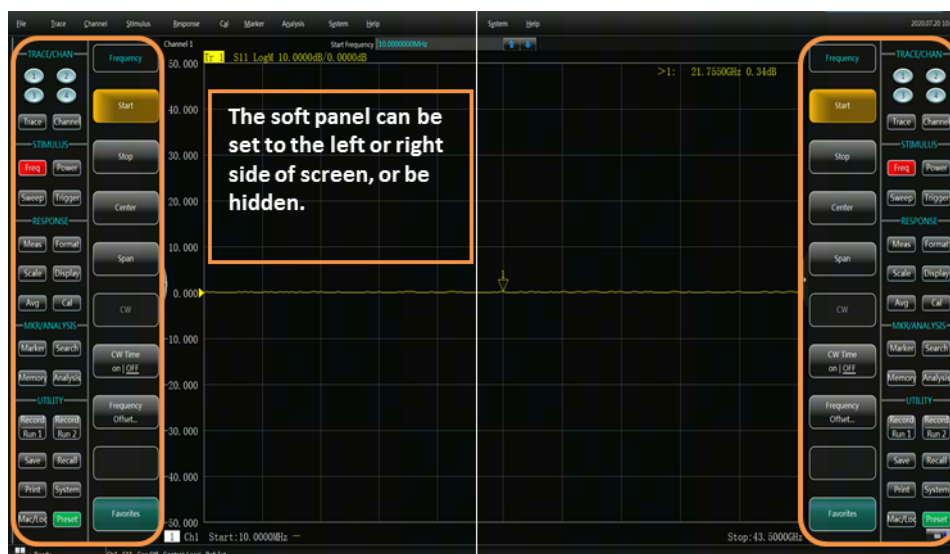 File Trace Channel Stimulus Response Cal Marker Analysis System Help
System Help
2020.07.20
Channel 1
Start Frequency 10.0000000MHz
Tr 1 S11 LogM 10.0000dB/0.0000dB
>1: 21.7550GHz 0.34dB
TRACE/CHAN
1 2
3 4
Trace Channel
STIMULUS
Freq Power
Sweep Trigger
RESPONSE
Meas Format
Scale Display
Avg Cal
MKR/ANALYSIS
Marker Search
Memory Analysis
UTILITY
Record Run 1
Record Run 2
Save Recall
Print System
Mac/Loc Preset
Frequency
Start
Stop
Center
Span
CW
CW Time
on | OFF
Frequency
Offset...
Favorites
50.000
40.000
30.000
20.000
10.000
0.000
-10.000
-20.000
-30.000
-40.000
-50.000
The soft panel can be
set to the left or right
side of screen, or be
hidden.
1 Ch1 Start:10.0000MHz
Stop:43.5000GHz
Frequency
Start
Stop
Center
Span
CW
CW Time
on | OFF
Frequency
Offset...
Favorites
TRACE/CHAN
1 2
3 4
Trace Channel
STIMULUS
Freq Power
Sweep Trigger
RESPONSE
Meas Format
Scale Display
Avg Cal
MKR/ANALYSIS
Marker Search
Memory Analysis
UTILITY
Record Run 1
Record Run 2
Save Recall
Print System
Mac/Loc Preset